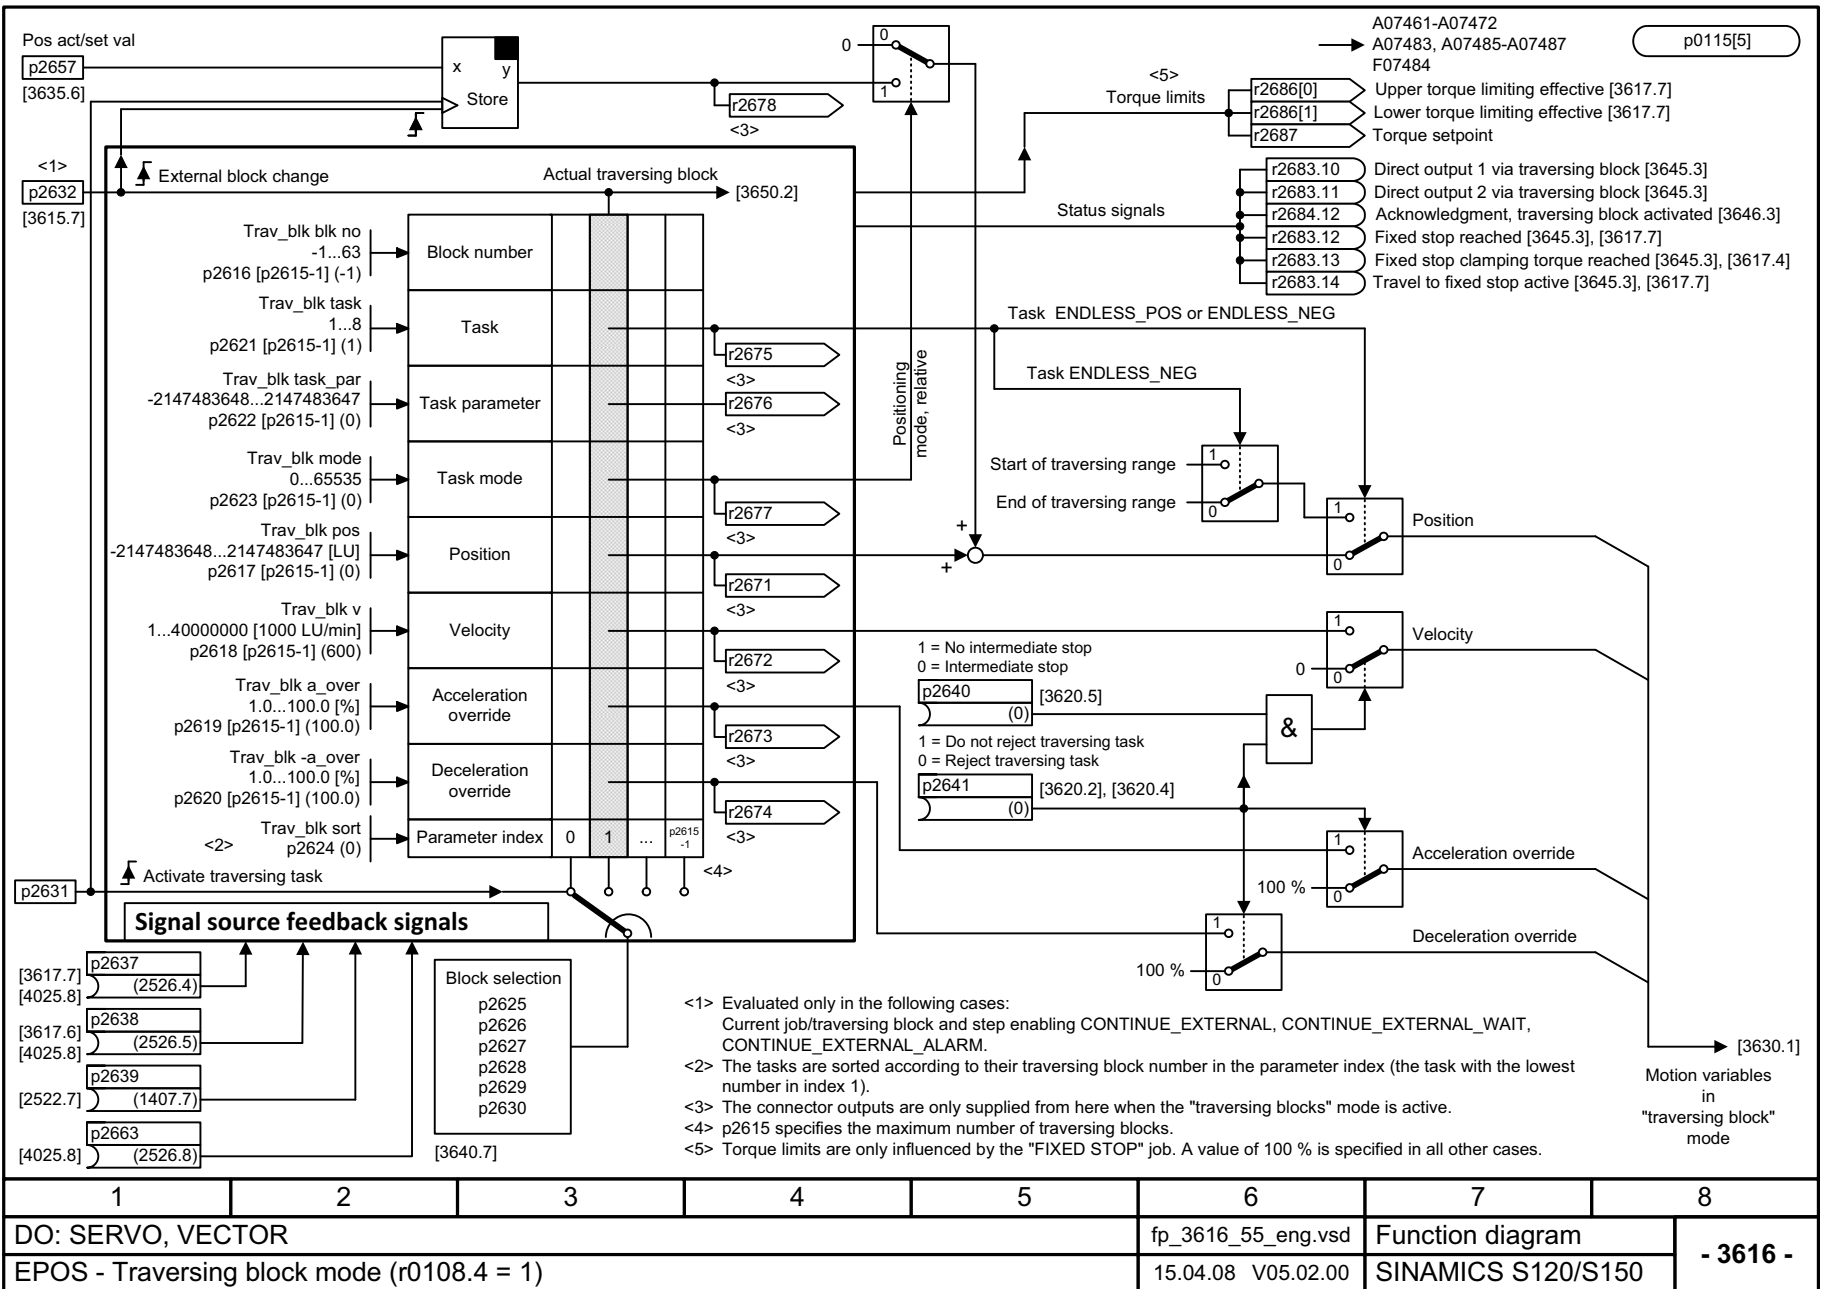 Pos act/set val
p2657
[3635.6]
x
y
Store
r2678
<3>
0
0
1
A07461-A07472
A07483, A07485-A07487
F07484
p0115[5]
<5>
Torque limits
r2686[0]
Upper torque limiting effective [3617.7]
r2686[1]
Lower torque limiting effective [3617.7]
r2687
Torque setpoint
<1>
p2632
[3615.7]
External block change
Actual traversing block
[3650.2]
Status signals
r2683.10
Direct output 1 via traversing block [3645.3]
r2683.11
Direct output 2 via traversing block [3645.3]
r2684.12
Acknowledgment, traversing block activated [3646.3]
r2683.12
Fixed stop reached [3645.3], [3617.7]
r2683.13
Fixed stop clamping torque reached [3645.3], [3617.4]
r2683.14
Travel to fixed stop active [3645.3], [3617.7]
Trav_blk blk no
-1...63
p2616 [p2615-1] (-1)
Block number
Trav_blk task
1...8
p2621 [p2615-1] (1)
Task
r2675
<3>
Trav_blk task_par
-2147483648...2147483647
p2622 [p2615-1] (0)
Task parameter
r2676
<3>
Trav_blk mode
0...65535
p2623 [p2615-1] (0)
Task mode
r2677
<3>
Trav_blk pos
-2147483648...2147483647 [LU]
p2617 [p2615-1] (0)
Position
r2671
<3>
Trav_blk v
1...40000000 [1000 LU/min]
p2618 [p2615-1] (600)
Velocity
r2672
<3>
Trav_blk a_over
1.0...100.0 [%]
p2619 [p2615-1] (100.0)
Acceleration
override
r2673
<3>
Trav_blk -a_over
1.0...100.0 [%]
p2620 [p2615-1] (100.0)
Deceleration
override
r2674
<3>
<2>
Trav_blk sort
p2624 (0)
Parameter index
0
1
...
p2615
-1
<4>
Positioning
mode, relative
Task ENDLESS_POS or ENDLESS_NEG
Task ENDLESS_NEG
Start of traversing range
End of traversing range
1
0
+
+
1
0
Position
1 = No intermediate stop
0 = Intermediate stop
p2640
(0)
[3620.5]
1 = Do not reject traversing task
0 = Reject traversing task
p2641
(0)
[3620.2], [3620.4]
&
1
0
0
Velocity
1
100 %
0
Acceleration override
1
100 %
0
Deceleration override
p2631
Activate traversing task
Signal source feedback signals
[3617.7]
[4025.8]
p2637
(2526.4)
[3617.6]
[4025.8]
p2638
(2526.5)
[2522.7]
p2639
(1407.7)
[4025.8]
p2663
(2526.8)
Block selection
p2625
p2626
p2627
p2628
p2629
p2630
[3640.7]
<1> Evaluated only in the following cases:
Current job/traversing block and step enabling CONTINUE_EXTERNAL, CONTINUE_EXTERNAL_WAIT,
CONTINUE_EXTERNAL_ALARM.
<2> The tasks are sorted according to their traversing block number in the parameter index (the task with the lowest
number in index 1).
<3> The connector outputs are only supplied from here when the "traversing blocks" mode is active.
<4> p2615 specifies the maximum number of traversing blocks.
<5> Torque limits are only influenced by the "FIXED STOP" job. A value of 100 % is specified in all other cases.
[3630.1]
Motion variables
in
"traversing block"
mode
1 2 3 4 5 6 7 8
DO: SERVO, VECTOR
fp_3616_55_eng.vsd
Function diagram
- 3616 -
EPOS - Traversing block mode (r0108.4 = 1)
15.04.08 V05.02.00
SINAMICS S120/S150